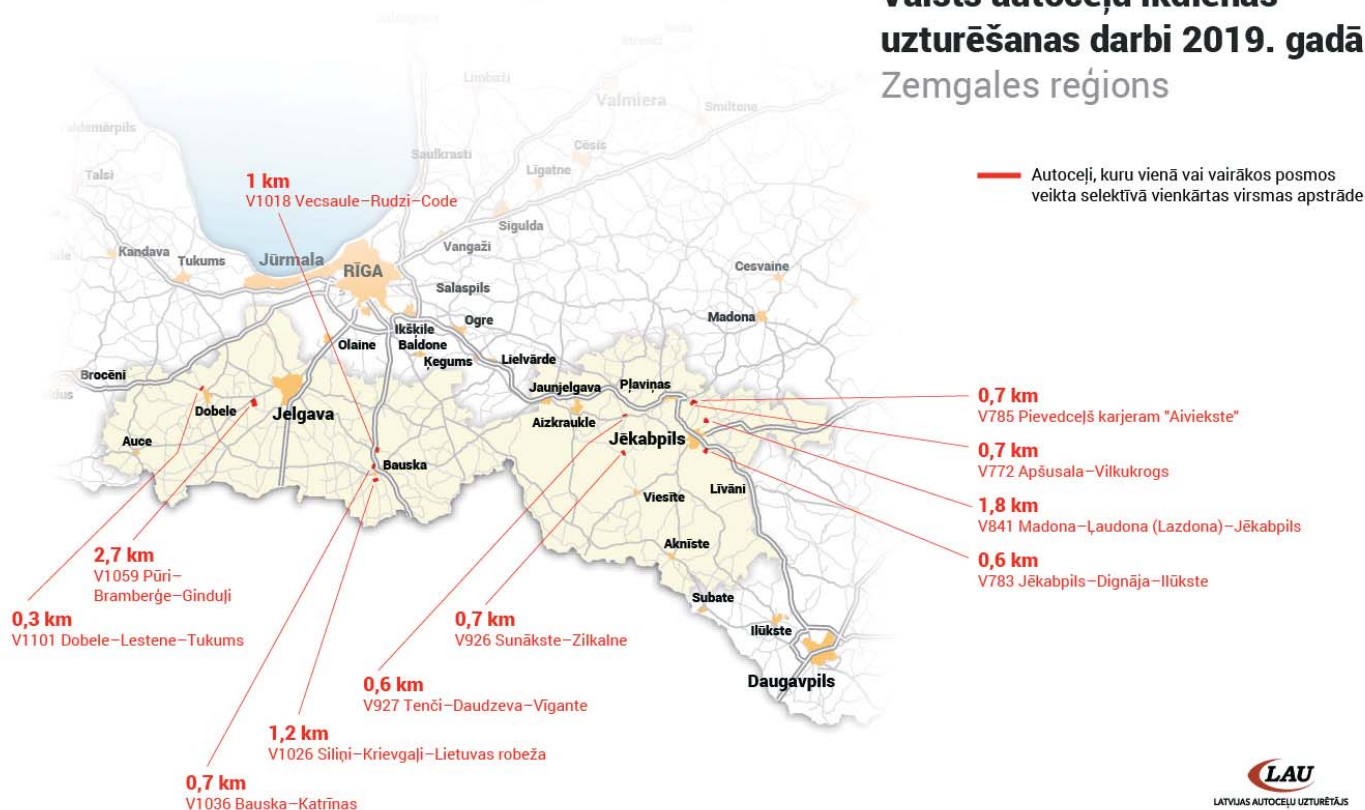 Valsts autoceļu ikdienas
uzturēšanas darbi 2019. gadā
Zemgales reģions
Autoceļi, kuru vienā vai vairākos posmos
veikta selektīvā vienkārtas virsmas apstrāde
Limbaži
Valmiera
Smiltene
Talsi
Saulkrasti
Cēsis
Līgatne
1 km
V1018 Vecsaule–Rudzi–Code
Sigulda
Vangaži
Kandava
Tukums
Jūrmala
RĪGA
Cesvaine
Salaspils
Madona
Ogre
Ikšķile
Baldone
Olaine
Ķegums
Lielvārde
Brocēni
Jaunjelgava
Pļaviņas
Dobele
Jelgava
Aizkraukle
Jēkabpils
Auce
Bauska
Līvāni
Viesīte
Aknīste
Subate
Ilūkste
Daugavpils
0,7 km
V785 Pievedceļš karjeram "Aiviekste"
0,7 km
V772 Apšusala–Vilkukrogs
1,8 km
V841 Madona–Ļaudona (Lazdona)–Jēkabpils
0,6 km
V783 Jēkabpils–Dignāja–Ilūkste
2,7 km
V1059 Pūri–
Bramberģe–Ginduļi
0,3 km
V1101 Dobele–Lestene–Tukums
0,7 km
V926 Sunākste–Zilkalne
0,6 km
V927 Tenči–Daudzeva–Vīgante
1,2 km
V1026 Siliņi–Krievgaļi–Lietuvas robeža
0,7 km
V1036 Bauska–Katrīnas
LAU
LATVIJAS AUTOCEĻU UZTURĒTĀJS